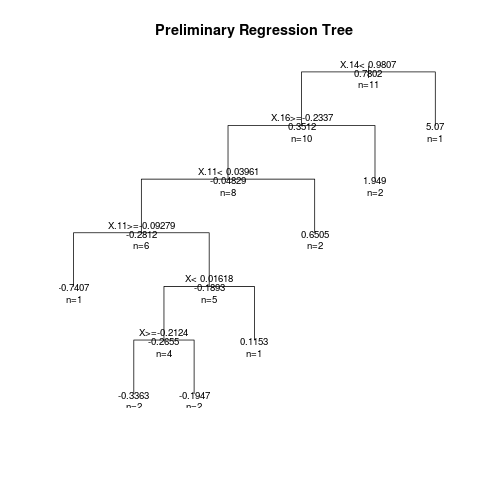 Preliminary Regression Tree
X.14< 0.9807
0.7802
n=11
X.16>=-0.2337
0.3512
n=10
5.07
n=1
X.11< 0.03961
-0.04829
n=8
1.949
n=2
X.11>=-0.09279
-0.2812
n=6
0.6505
n=2
-0.7407
n=1
X< 0.01618
-0.1893
n=5
X>=-0.2124
-0.2655
n=4
0.1153
n=1
-0.3363
n=2
-0.1947
n=2